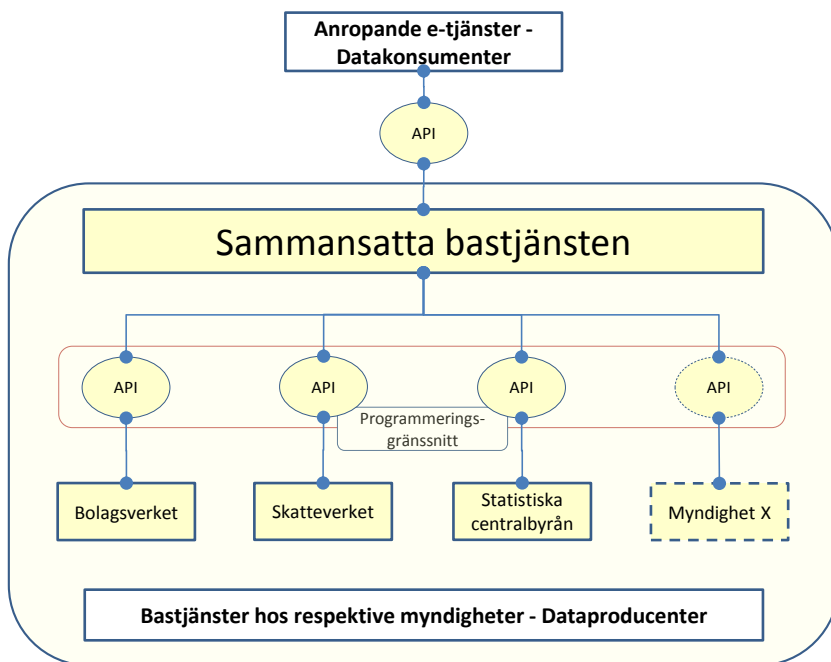 Anropande e-tjänster -
Datakonsumenter
API
Sammansatta bastjänsten
API
API
API
API
Programmerings-
gränssnitt
Bolagsverket
Skatteverket
Statistiska
centralbyrån
Myndighet X
Bastjänster hos respektive myndigheter - Dataproducenter